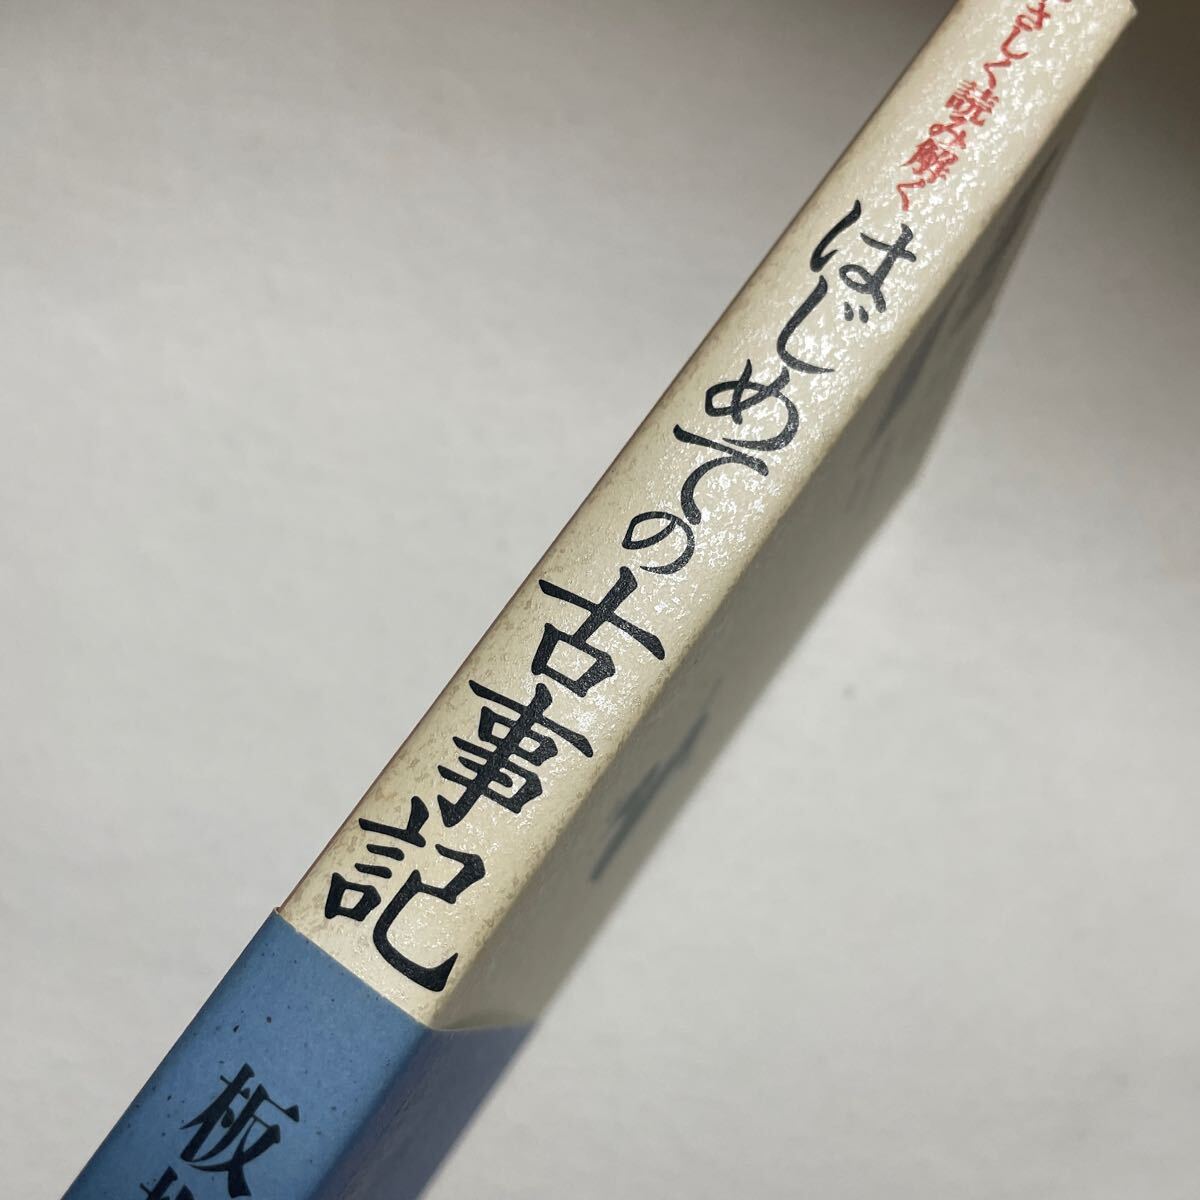 さしく読み解く
はじめての古事記
板